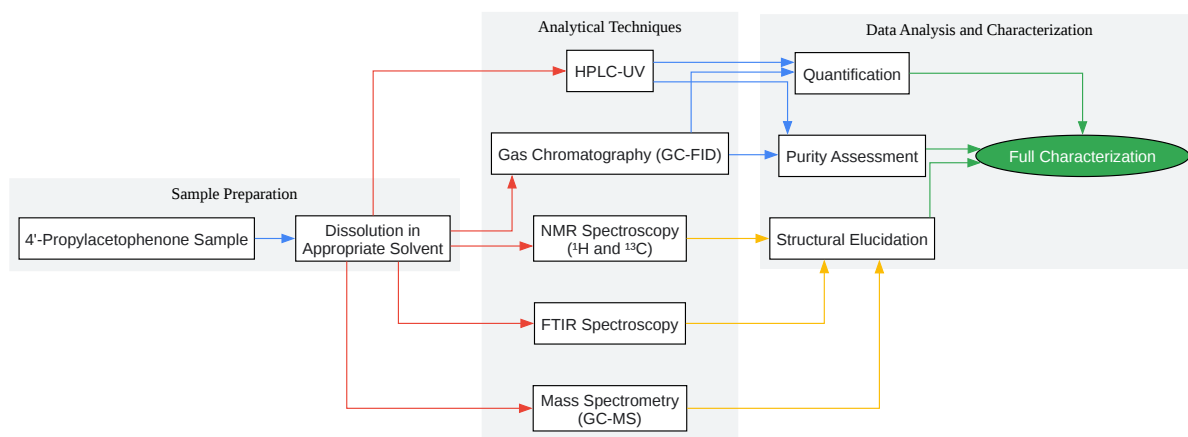 Analytical Techniques
Data Analysis and Characterization
HPLC-UV
Quantification
Gas Chromatography (GC-FID)
Purity Assessment
Full Characterization
Sample Preparation
4'-Propylacetophenone Sample
Dissolution in
Appropriate Solvent
NMR Spectroscopy
(¹H and ¹³C)
Structural Elucidation
FTIR Spectroscopy
Mass Spectrometry
(GC-MS)